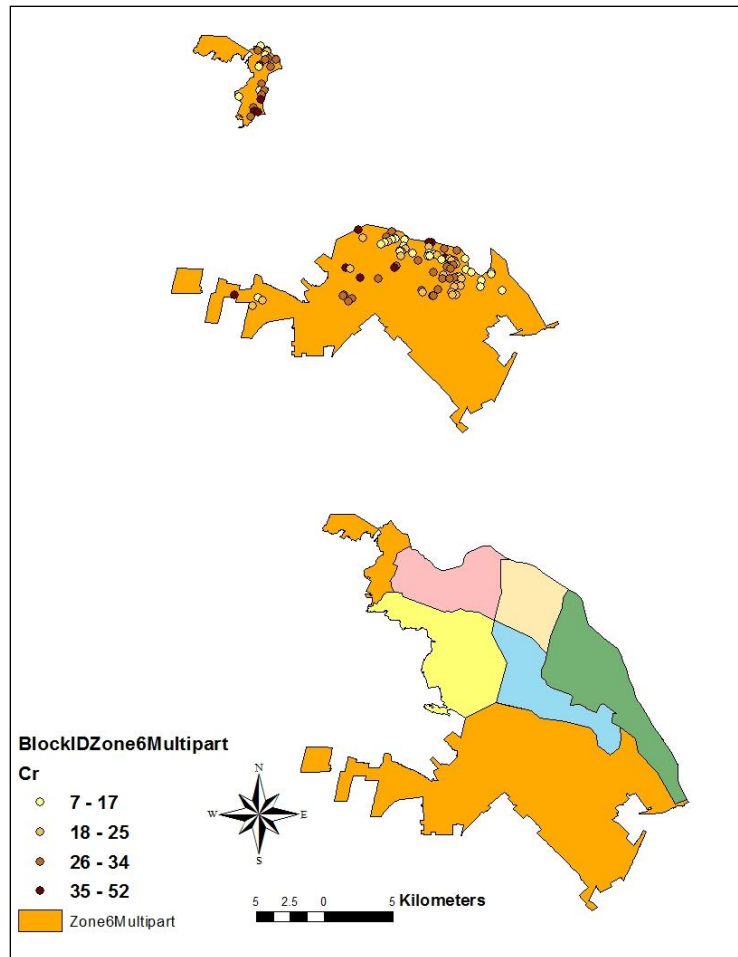 BlockIDZone6Multipart
Cr
7 - 17
18 - 25
26 - 34
35 - 52
Zone6Multipart
N
W E
S
5 2.5 0 5 Kilometers